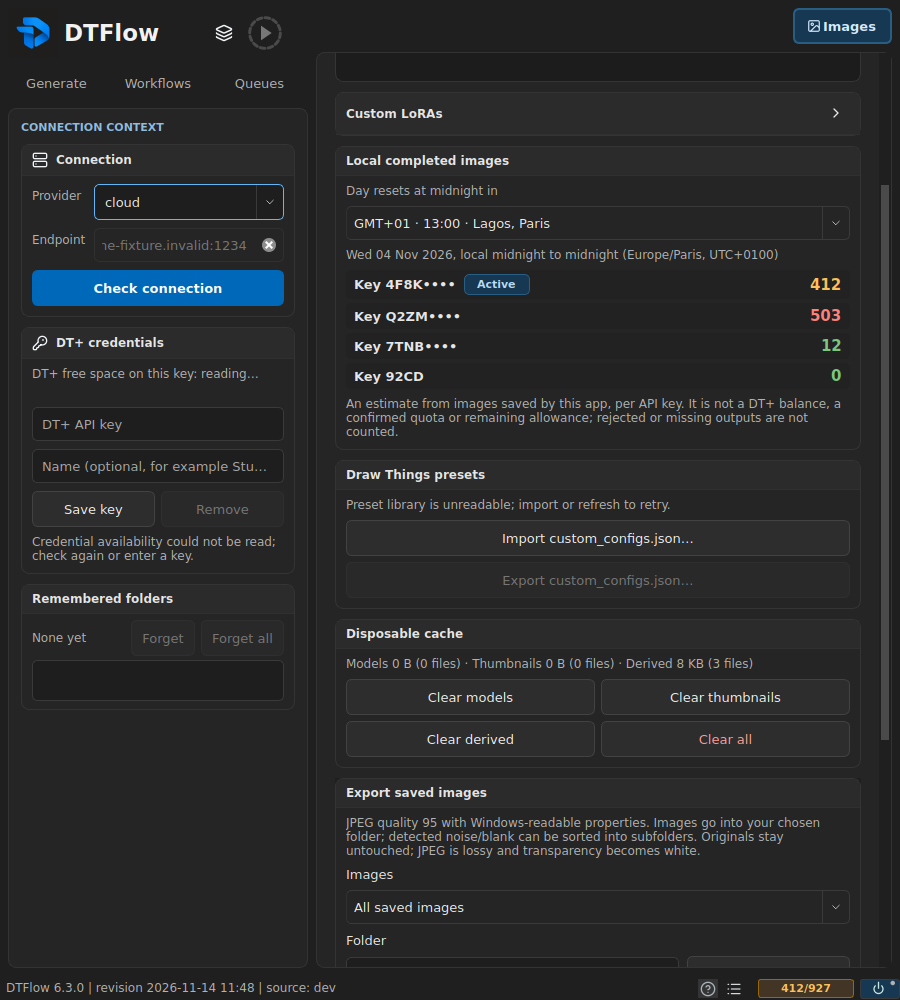 DTFlow
Images
Generate
Workflows
Queues
CONNECTION CONTEXT
Connection
Provider
cloud
Endpoint
ne-fixture.invalid:1234
Check connection
DT+ credentials
DT+ free space on this key: reading…
DT+ API key
Name (optional, for example Stu…
Save key
Remove
Credential availability could not be read;
check again or enter a key.
Remembered folders
None yet
Forget
Forget all
Custom LoRAs
Local completed images
Day resets at midnight in
GMT+01 · 13:00 · Lagos, Paris
Wed 04 Nov 2026, local midnight to midnight (Europe/Paris, UTC+0100)
Key 4F8K•••• Active 412
Key Q2ZM•••• 503
Key 7TNB•••• 12
Key 92CD 0
An estimate from images saved by this app, per API key. It is not a DT+ balance, a
confirmed quota or remaining allowance; rejected or missing outputs are not
counted.
Draw Things presets
Preset library is unreadable; import or refresh to retry.
Import custom_configs.json…
Export custom_configs.json…
Disposable cache
Models 0 B (0 files) · Thumbnails 0 B (0 files) · Derived 8 KB (3 files)
Clear models
Clear thumbnails
Clear derived
Clear all
Export saved images
JPEG quality 95 with Windows-readable properties. Images go into your chosen
folder; detected noise/blank can be sorted into subfolders. Originals stay
untouched; JPEG is lossy and transparency becomes white.
Images
All saved images
Folder
DTFlow 6.3.0 | revision 2026-11-14 11:48 | source: dev
412/927